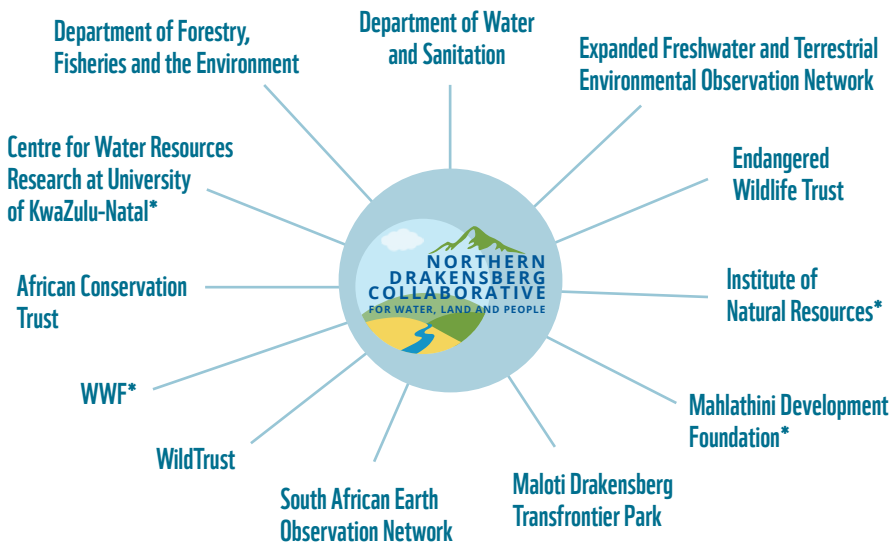 Department of Forestry,
Fisheries and the Environment
Department of Water
and Sanitation
Expanded Freshwater and Terrestrial
Environmental Observation Network
Endangered
Wildlife Trust
Institute of
Natural Resources*
Mahlathini Development
Foundation*
Maloti Drakensberg
Transfrontier Park
South African Earth
Observation Network
WildTrust
WWF*
African Conservation
Trust
Centre for Water Resources
Research at University
of KwaZulu-Natal*
NORTHERN
DRAKENSBERG
COLLABORATIVE
FOR WATER, LAND AND PEOPLE